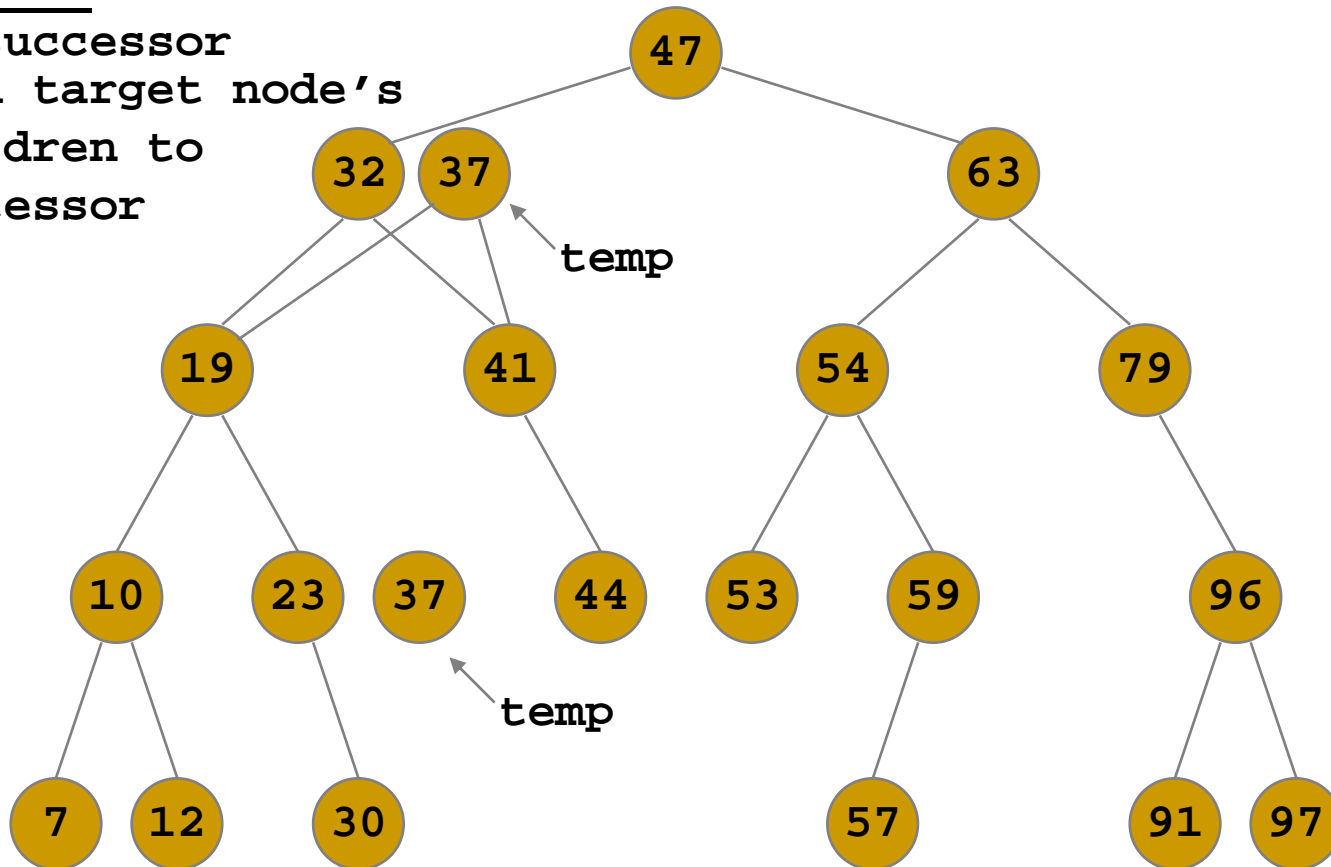 uccessor
target node's
dren to
essor
47
32 37 63
temp
19 41 54 79
10 23 37 44 53 59 96
temp
7 12 30 57 91 97